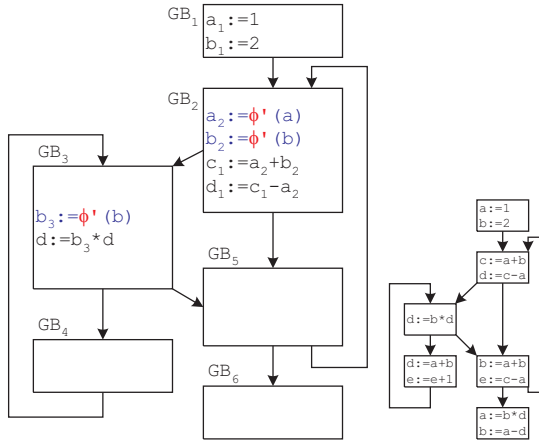 GB₁
a₁:=1
b₁:=2
GB₂
a₂:=ϕ'(a)
b₂:=ϕ'(b)
c₁:=a₂+b₂
d₁:=c₁-a₂
GB₃
b₃:=ϕ'(b)
d:=b₃*d
GB₅
GB₄
GB₆
a:=1
b:=2
c:=a+b
d:=c-a
d:=b*d
d:=a+b
e:=e+1
b:=a+b
e:=c-a
a:=b*d
b:=a-d